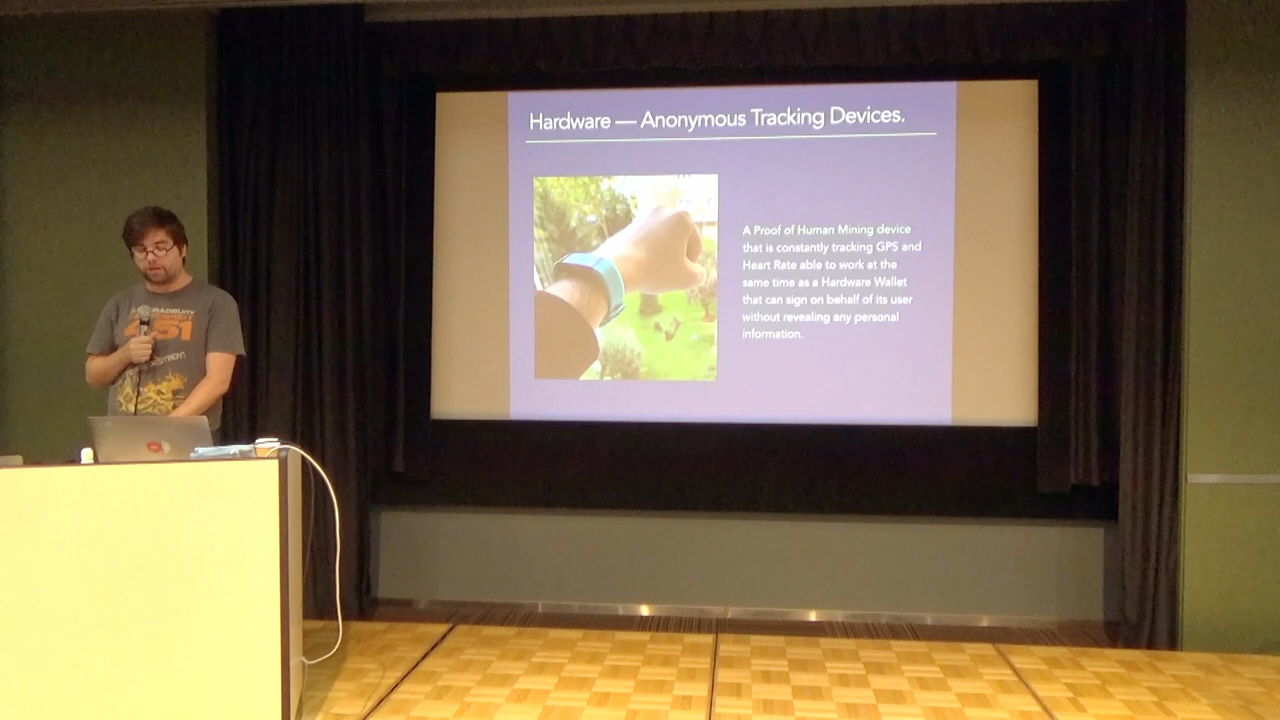 Hardware — Anonymous Tracking Devices.
A Proof of Human Mining device
that is constantly tracking GPS and
Heart Rate able to work at the
same time as a Hardware Wallet
that can sign on behalf of its user
without revealing any personal
information.
BRADBURY
451